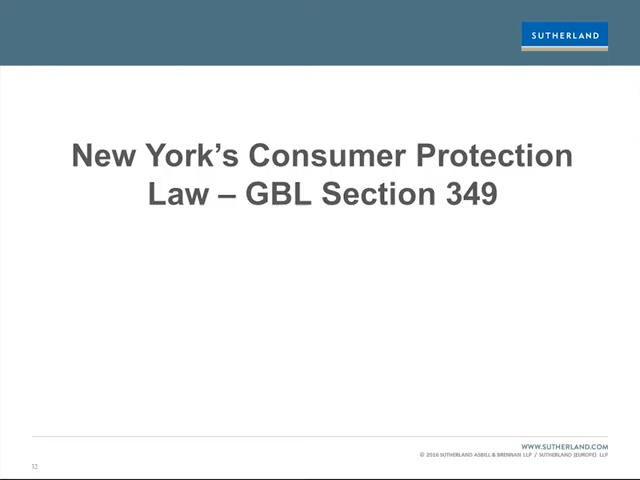 SUTHERLAND
New York’s Consumer Protection
Law – GBL Section 349
WWW.SUTHERLAND.COM
© 2016 SUTHERLAND ASBILL & BRENNAN LLP / SUTHERLAND (EUROPE) LLP
32